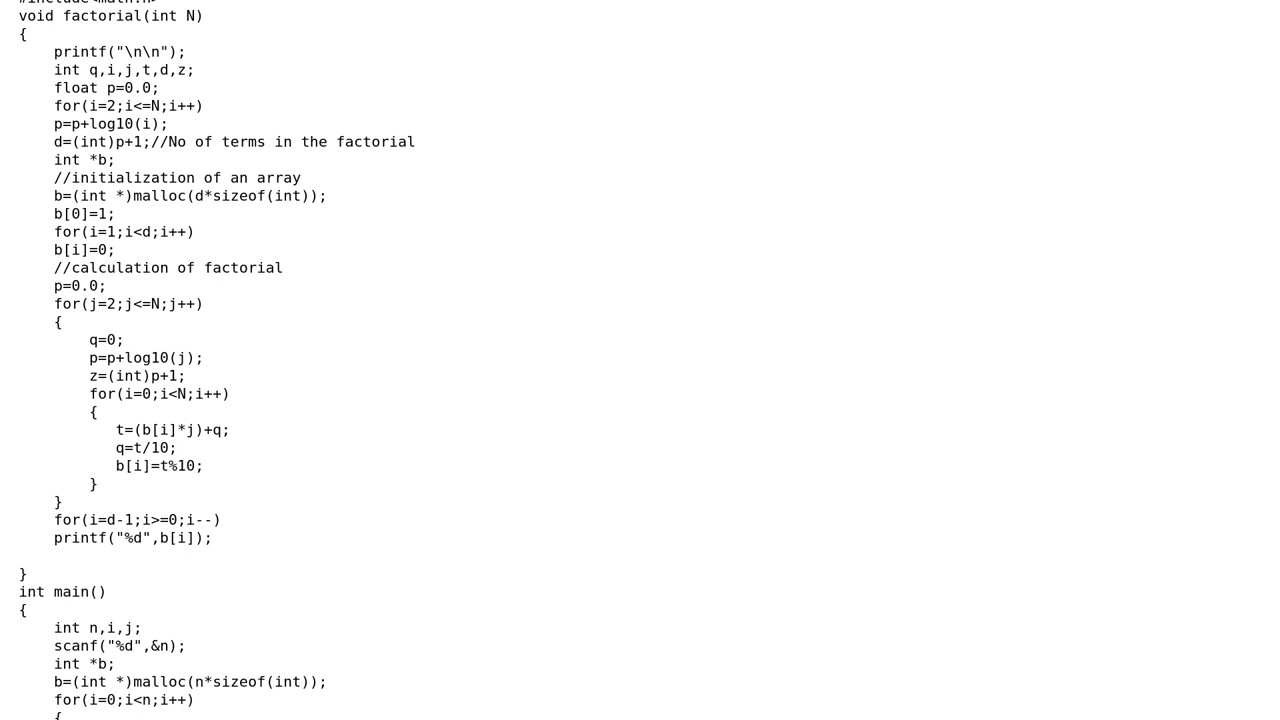 #include<math.h>
void factorial(int N)
{
    printf("\n\n");
    int q,i,j,t,d,z;
    float p=0.0;
    for(i=2;i<=N;i++)
    p=p+log10(i);
    d=(int)p+1;//No of terms in the factorial
    int *b;
    //initialization of an array
    b=(int *)malloc(d*sizeof(int));
    b[0]=1;
    for(i=1;i<d;i++)
    b[i]=0;
    //calculation of factorial
    p=0.0;
    for(j=2;j<=N;j++)
    {
        q=0;
        p=p+log10(j);
        z=(int)p+1;
        for(i=0;i<N;i++)
        {
           t=(b[i]*j)+q;
           q=t/10;
           b[i]=t%10;
        }
    }
    for(i=d-1;i>=0;i--)
    printf("%d",b[i]);

}
int main()
{
    int n,i,j;
    scanf("%d",&n);
    int *b;
    b=(int *)malloc(n*sizeof(int));
    for(i=0;i<n;i++)
    {